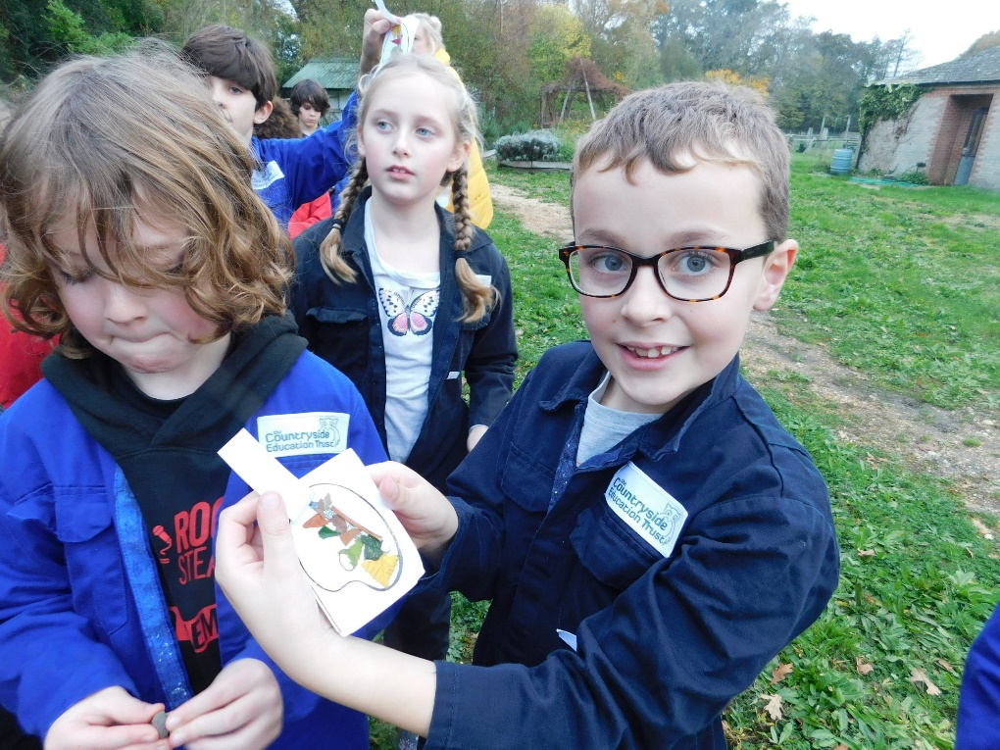 the
Countryside
Education Trust
ROC
STEA
EM
the
Countryside
Education Trust